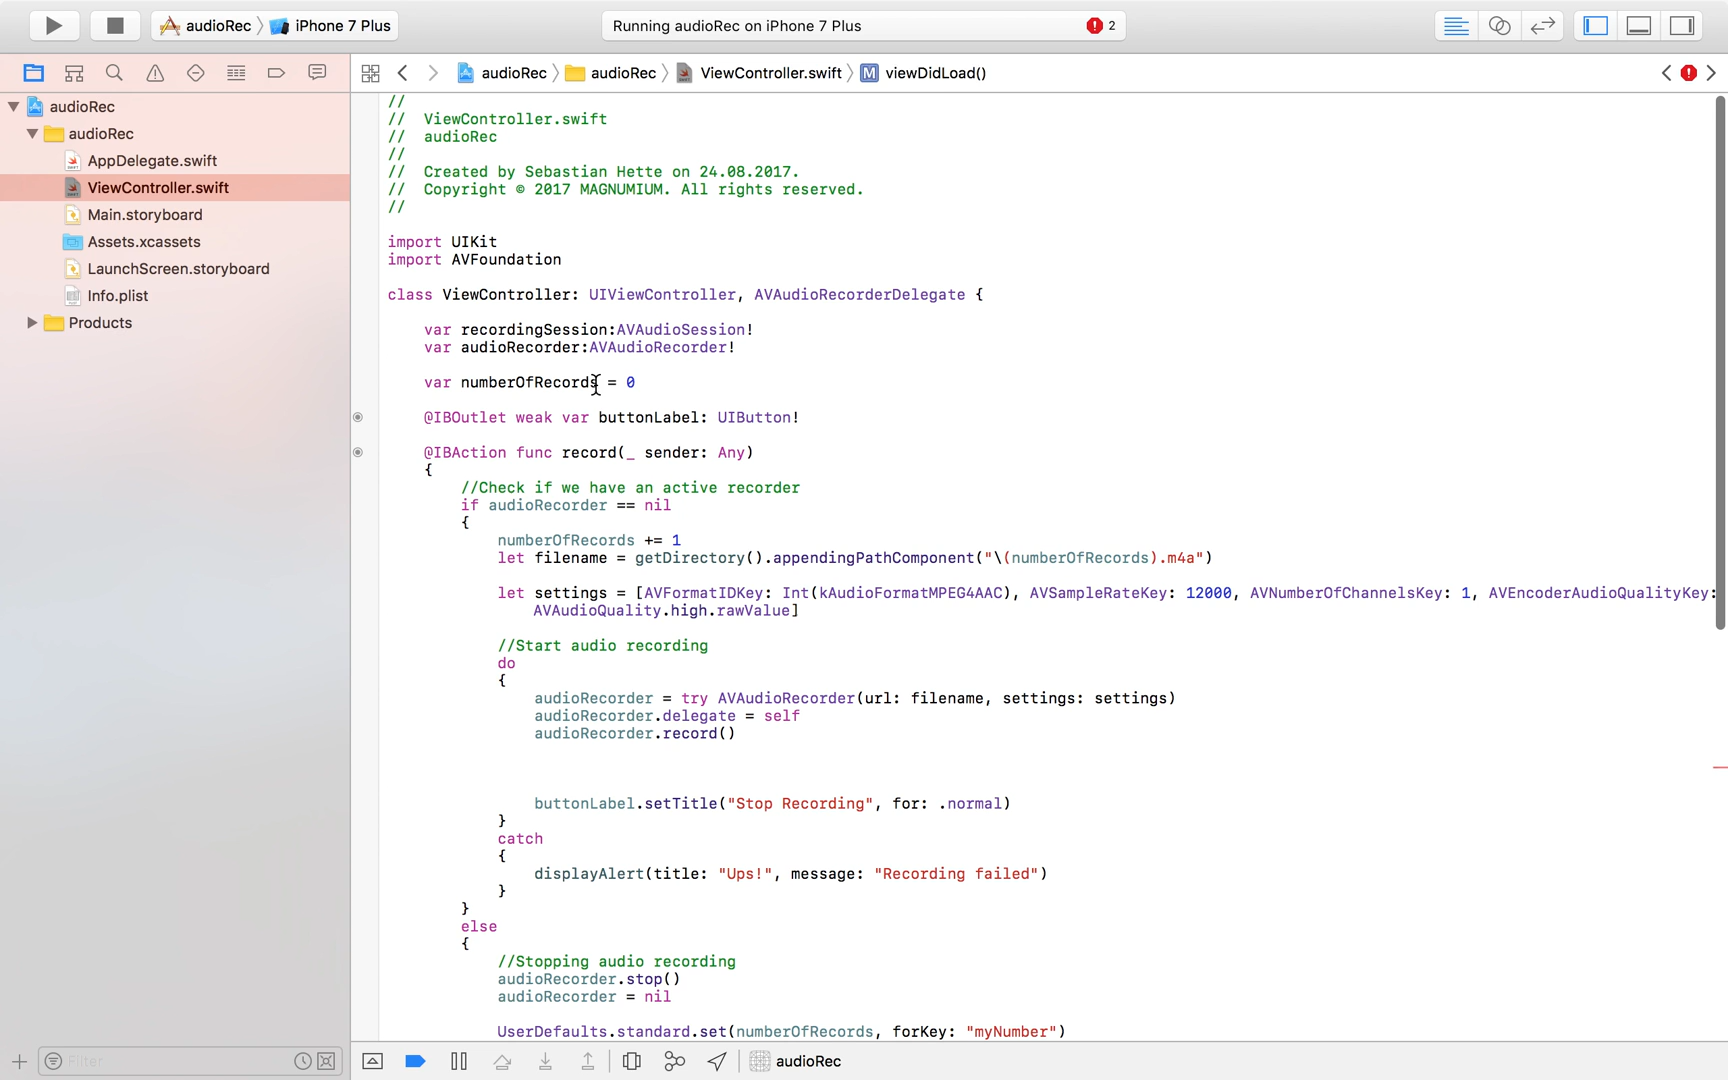 audioRec 〉 iPhone 7 Plus
Running audioRec on iPhone 7 Plus
2
audioRec 〉 audioRec 〉 ViewController.swift 〉 M viewDidLoad()
audioRec
audioRec
AppDelegate.swift
ViewController.swift
Main.storyboard
Assets.xcassets
LaunchScreen.storyboard
Info.plist
Products
//
//  ViewController.swift
//  audioRec
//
//  Created by Sebastian Hette on 24.08.2017.
//  Copyright © 2017 MAGNUMIUM. All rights reserved.
//
import UIKit
import AVFoundation
class ViewController: UIViewController, AVAudioRecorderDelegate {
var recordingSession:AVAudioSession!
var audioRecorder:AVAudioRecorder!
var numberOfRecords = 0
@IBOutlet weak var buttonLabel: UIButton!
@IBAction func record(_ sender: Any)
{
//Check if we have an active recorder
if audioRecorder == nil
{
numberOfRecords += 1
let filename = getDirectory().appendingPathComponent("\(numberOfRecords).m4a")
let settings = [AVFormatIDKey: Int(kAudioFormatMPEG4AAC), AVSampleRateKey: 12000, AVNumberOfChannelsKey: 1, AVEncoderAudioQualityKey:
AVAudioQuality.high.rawValue]
//Start audio recording
do
{
audioRecorder = try AVAudioRecorder(url: filename, settings: settings)
audioRecorder.delegate = self
audioRecorder.record()
buttonLabel.setTitle("Stop Recording", for: .normal)
}
catch
{
displayAlert(title: "Ups!", message: "Recording failed")
}
}
else
{
//Stopping audio recording
audioRecorder.stop()
audioRecorder = nil
UserDefaults.standard.set(numberOfRecords, forKey: "myNumber")
Filter
audioRec